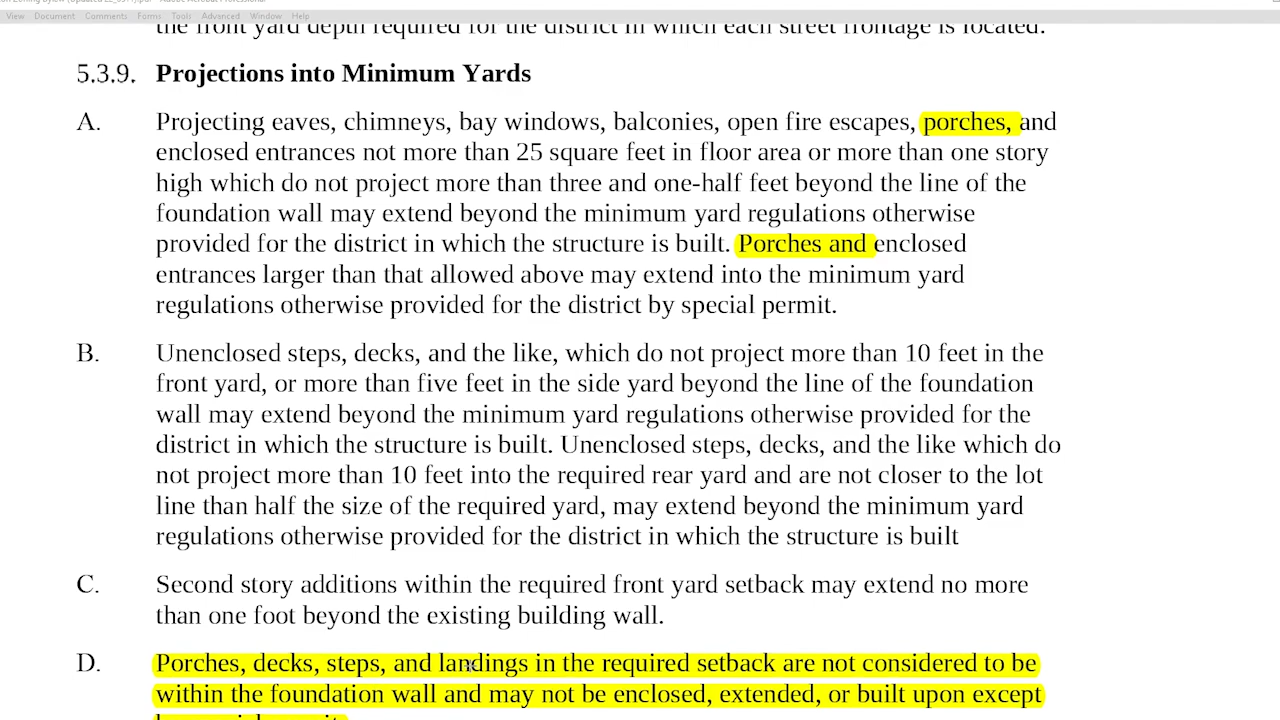 View Document Comments Forms Tools Advanced Window Help
the front yard depth required for the district in which each street frontage is located.
5.3.9. Projections into Minimum Yards
A. Projecting eaves, chimneys, bay windows, balconies, open fire escapes, porches, and
enclosed entrances not more than 25 square feet in floor area or more than one story
high which do not project more than three and one-half feet beyond the line of the
foundation wall may extend beyond the minimum yard regulations otherwise
provided for the district in which the structure is built. Porches and enclosed
entrances larger than that allowed above may extend into the minimum yard
regulations otherwise provided for the district by special permit.
B. Unenclosed steps, decks, and the like, which do not project more than 10 feet in the
front yard, or more than five feet in the side yard beyond the line of the foundation
wall may extend beyond the minimum yard regulations otherwise provided for the
district in which the structure is built. Unenclosed steps, decks, and the like which do
not project more than 10 feet into the required rear yard and are not closer to the lot
line than half the size of the required yard, may extend beyond the minimum yard
regulations otherwise provided for the district in which the structure is built
C. Second story additions within the required front yard setback may extend no more
than one foot beyond the existing building wall.
D. Porches, decks, steps, and landings in the required setback are not considered to be
within the foundation wall and may not be enclosed, extended, or built upon except